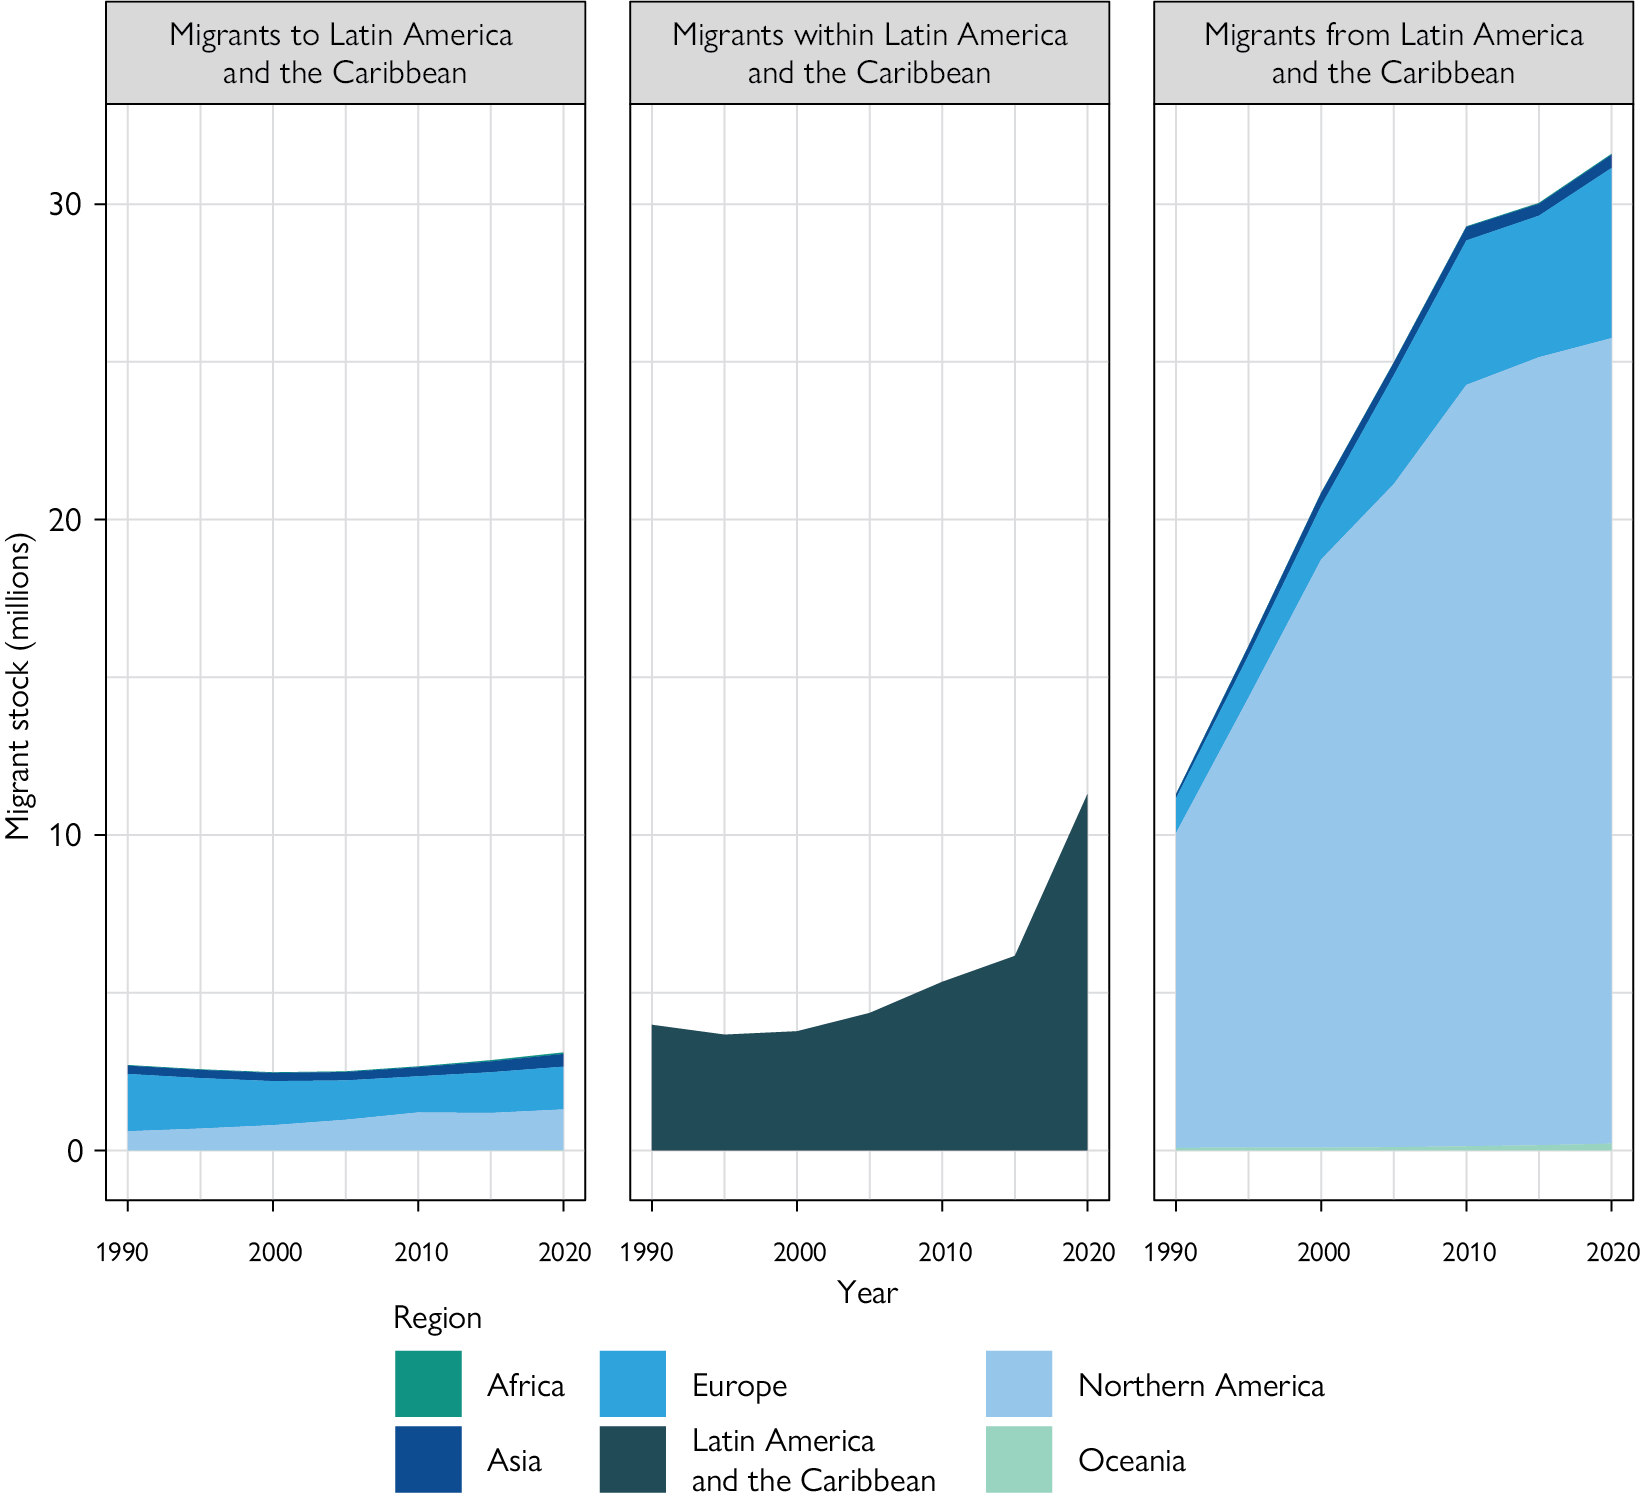 Migrants to Latin America
and the Caribbean
Migrants within Latin America
and the Caribbean
Migrants from Latin America
and the Caribbean
Migrant stock (millions)
30
20
10
0
1990 2000 2010 2020
1990 2000 2010 2020
1990 2000 2010 2020
Year
Region
Africa
Europe
Northern America
Asia
Latin America
and the Caribbean
Oceania